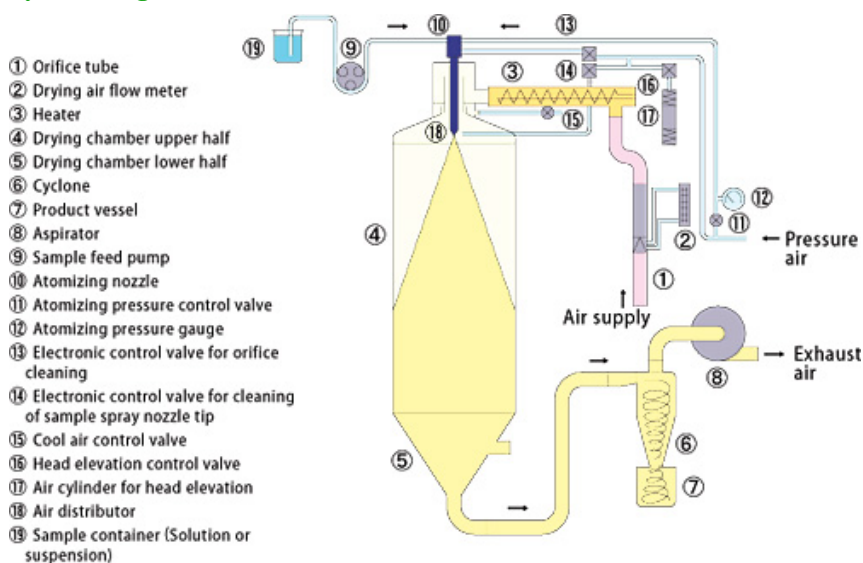 ① Orifice tube
② Drying air flow meter
③ Heater
④ Drying chamber upper half
⑤ Drying chamber lower half
⑥ Cyclone
⑦ Product vessel
⑧ Aspirator
⑨ Sample feed pump
⑩ Atomizing nozzle
⑪ Atomizing pressure control valve
⑫ Atomizing pressure gauge
⑬ Electronic control valve for orifice
cleaning
⑭ Electronic control valve for cleaning
of sample spray nozzle tip
⑮ Cool air control valve
⑯ Head elevation control valve
⑰ Air cylinder for head elevation
⑱ Air distributor
⑲ Sample container (Solution or
suspension)
⑲
⑨
⑩
⑬
③
⑭
⑯
⑰
⑮
⑱
④
⑫
⑪
②
Pressure
air
①
Air supply
Exhaust
air
⑧
⑥
⑤
⑦